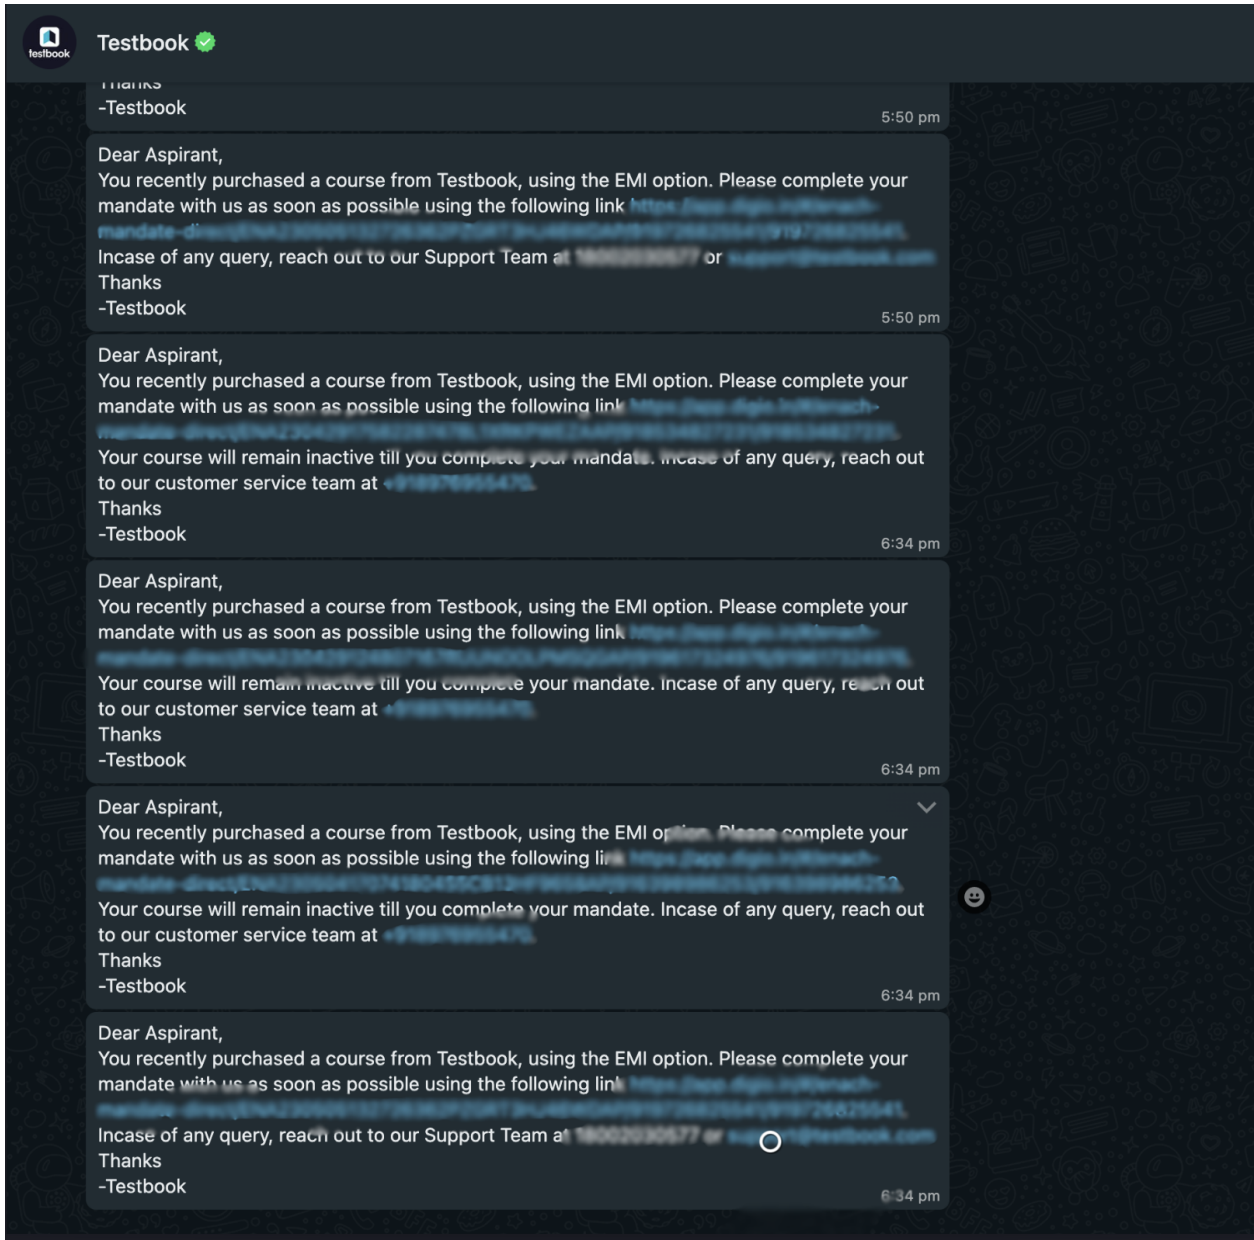 testbook
Testbook
Thanks
-Testbook
5:50 pm
Dear Aspirant,
You recently purchased a course from Testbook, using the EMI option. Please complete your
mandate with us as soon as possible using the following link
Incase of any query, reach out to our Support Team at or
Thanks
-Testbook
5:50 pm
Dear Aspirant,
You recently purchased a course from Testbook, using the EMI option. Please complete your
mandate with us as soon as possible using the following link
Your course will remain inactive till you complete your mandate. Incase of any query, reach out
to our customer service team at
Thanks
-Testbook
6:34 pm
Dear Aspirant,
You recently purchased a course from Testbook, using the EMI option. Please complete your
mandate with us as soon as possible using the following link
Your course will remain inactive till you complete your mandate. Incase of any query, reach out
to our customer service team at
Thanks
-Testbook
6:34 pm
Dear Aspirant,
You recently purchased a course from Testbook, using the EMI option. Please complete your
mandate with us as soon as possible using the following link
Your course will remain inactive till you complete your mandate. Incase of any query, reach out
to our customer service team at
Thanks
-Testbook
6:34 pm
Dear Aspirant,
You recently purchased a course from Testbook, using the EMI option. Please complete your
mandate with us as soon as possible using the following link
Incase of any query, reach out to our Support Team at or
Thanks
-Testbook
6:34 pm